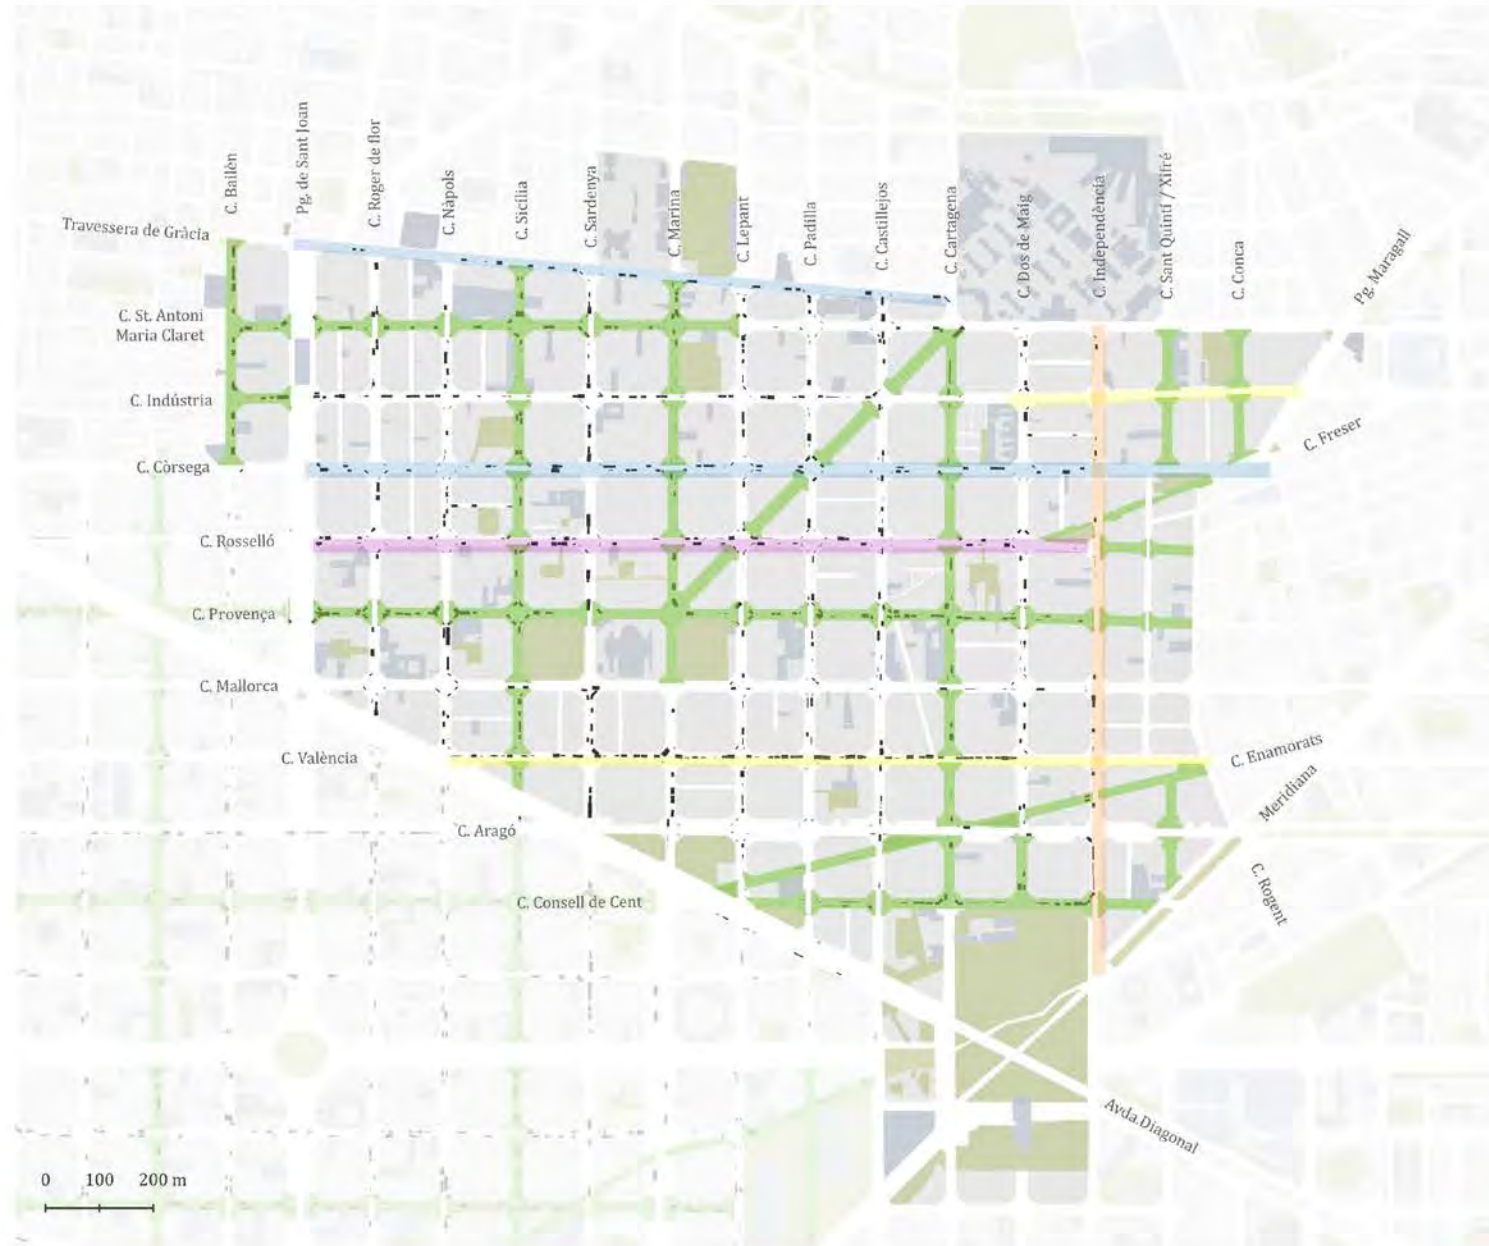 C. Bailèn
Pg. de Sant Joan
C. Roger de flor
C. Nàpols
C. Sicília
C. Sardenya
C. Marina
C. Lepant
C. Padilla
C. Castillejos
C. Cartagena
C. Dos de Maig
C. Independència
C. Sant Quintí / Xifré
C. Conca
Pg. Maragall
Travessera de Gràcia
C. St. Antoni
Maria Claret
C. Indústria
C. Freser
C. Còrsega
C. Rosselló
C. Provença
C. Mallorca
C. València
C. Enamorats
Meridiana
C. Aragó
C. Rogent
C. Consell de Cent
Avda.Diagonal
0 100 200 m